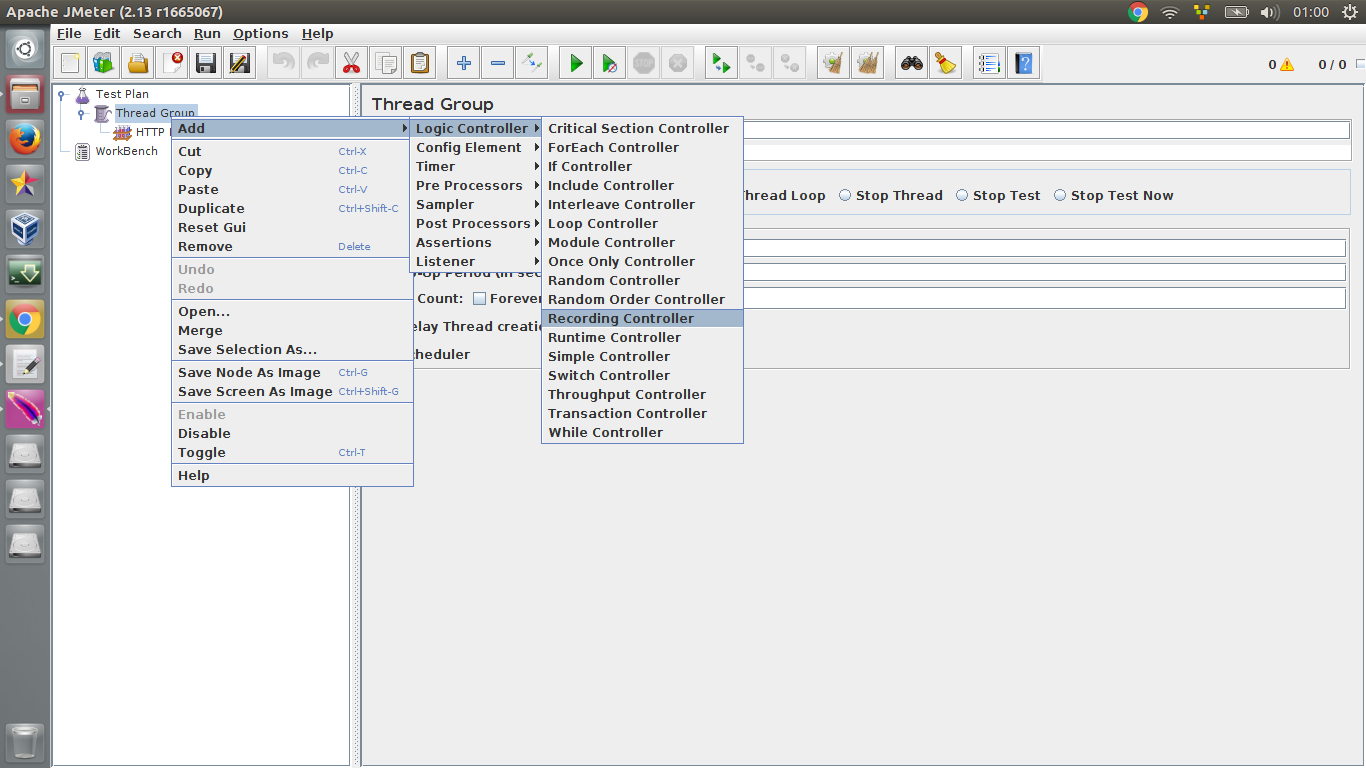 Apache JMeter (2.13 r1665067)
01:00
File Edit Search Run Options Help
0 0 / 0
Test Plan
Thread Group
HTTP
WorkBench
Thread Group
Add
Cut Ctrl-X
Copy Ctrl-C
Paste Ctrl-V
Duplicate Ctrl+Shift-C
Reset Gui
Remove Delete
Undo
Redo
Open...
Merge
Save Selection As...
Save Node As Image Ctrl-G
Save Screen As Image Ctrl+Shift-G
Enable
Disable
Toggle Ctrl-T
Help
Logic Controller
Config Element
Timer
Pre Processors
Sampler
Post Processors
Assertions
Listener
Critical Section Controller
ForEach Controller
If Controller
Include Controller
Interleave Controller
Loop Controller
Module Controller
Once Only Controller
Random Controller
Random Order Controller
Recording Controller
Runtime Controller
Simple Controller
Switch Controller
Throughput Controller
Transaction Controller
While Controller
Thread Loop Stop Thread Stop Test Stop Test Now
Count: Forever
elay Thread creatio
cheduler